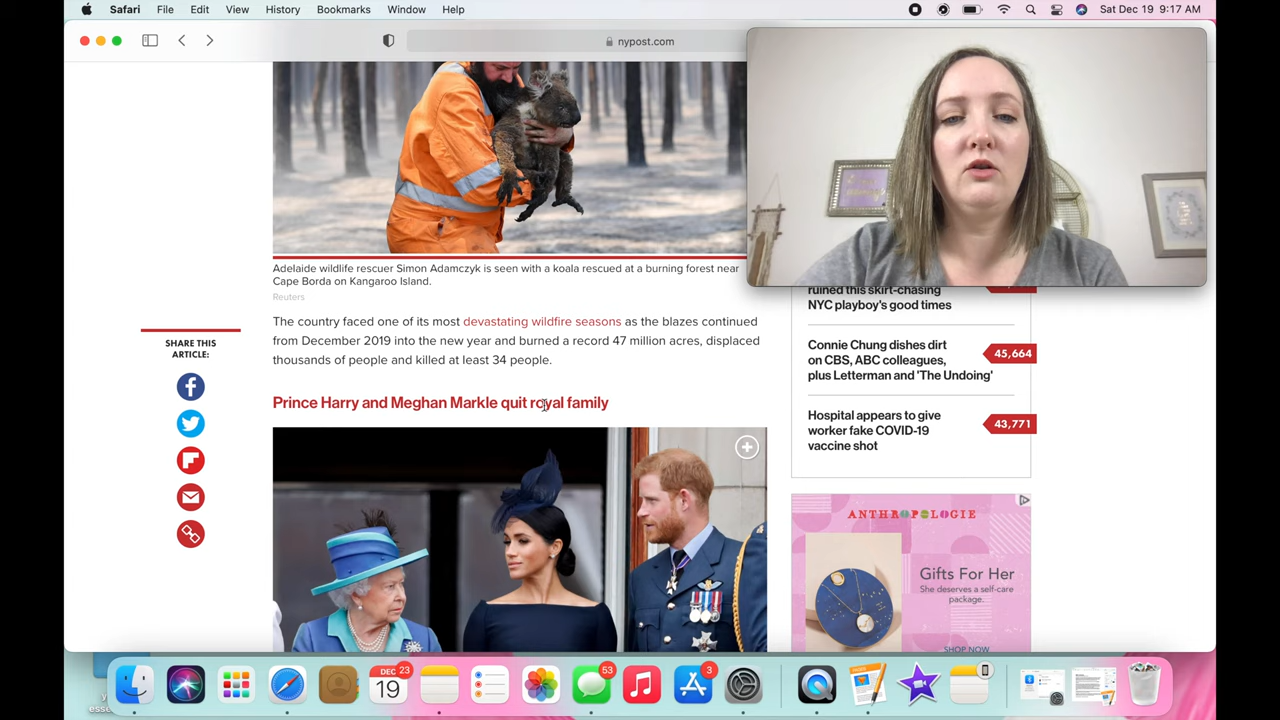 Safari File Edit View History Bookmarks Window Help
Sat Dec 19 9:17 AM
nypost.com
Adelaide wildlife rescuer Simon Adamczyk is seen with a koala rescued at a burning forest near
Cape Borda on Kangaroo Island.
Reuters
The country faced one of its most devastating wildfire seasons as the blazes continued
from December 2019 into the new year and burned a record 47 million acres, displaced
thousands of people and killed at least 34 people.
SHARE THIS
ARTICLE:
Prince Harry and Meghan Markle quit royal family
ruined this skirt-chasing
NYC playboy's good times
Connie Chung dishes dirt
on CBS, ABC colleagues,
plus Letterman and 'The Undoing'
45,664
Hospital appears to give
worker fake COVID-19
vaccine shot
43,771
ANTHROPOLOGIE
Gifts For Her
She deserves a self-care
package.
SHOP NOW
DEC 23
19
53
3